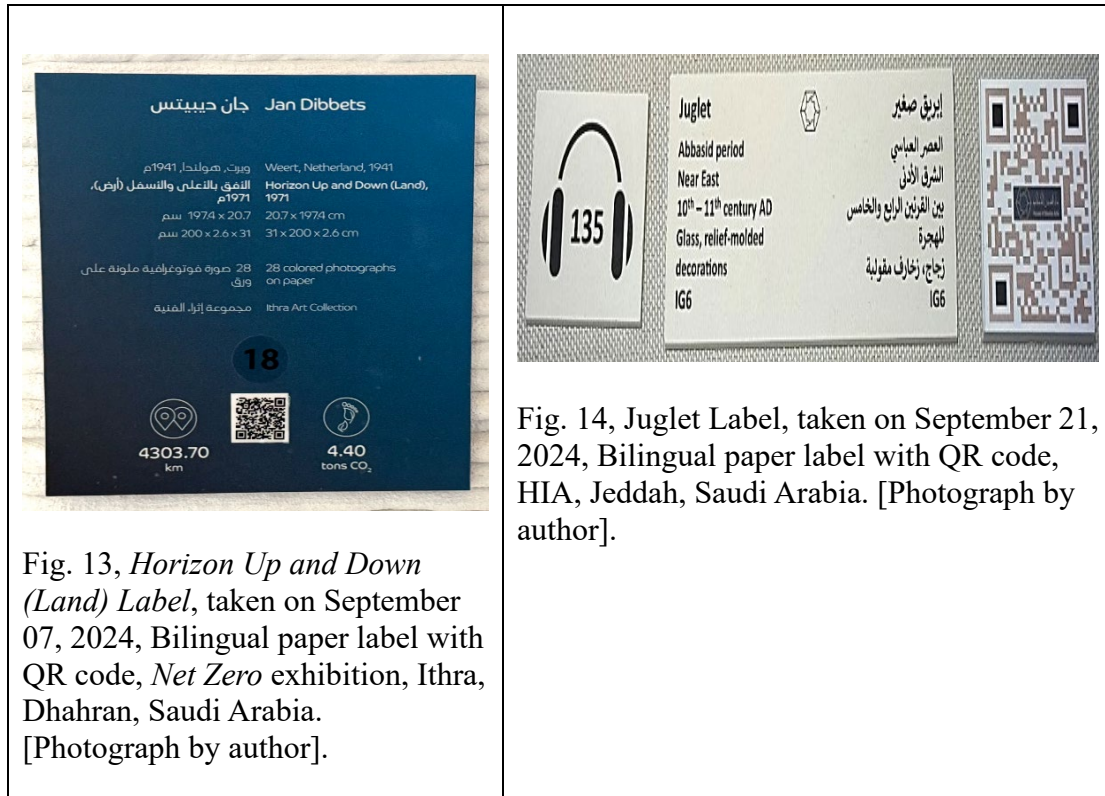 جان ديبيتس Jan Dibbets
ويرت, هولندا, 1941م Weert, Netherland, 1941
الأفق بالأعلى والأسفل (أرض)، Horizon Up and Down (Land),
1971م 1971
197.4 x 20.7 سم 20.7 x 197.4 cm
200 x 2.6 x 31 سم 31 x 200 x 2.6 cm
28 صورة فوتوغرافية ملونة على 28 colored photographs
ورق on paper
مجموعة إثراء الفنية Ithra Art Collection
18
4303.70
km
4.40
tons CO₂
Fig. 13, Horizon Up and Down
(Land) Label, taken on September
07, 2024, Bilingual paper label with
QR code, Net Zero exhibition, Ithra,
Dhahran, Saudi Arabia.
[Photograph by author].
135
Juglet
Abbasid period
Near East
10th – 11th century AD
Glass, relief-molded
decorations
IG6
إبريق صغير
العصر العباسي
الشرق الأدنى
بين القرنين الرابع والخامس
للهجرة
زجاج، زخارف مقولبة
IG6
Fig. 14, Juglet Label, taken on September 21,
2024, Bilingual paper label with QR code,
HIA, Jeddah, Saudi Arabia. [Photograph by
author].